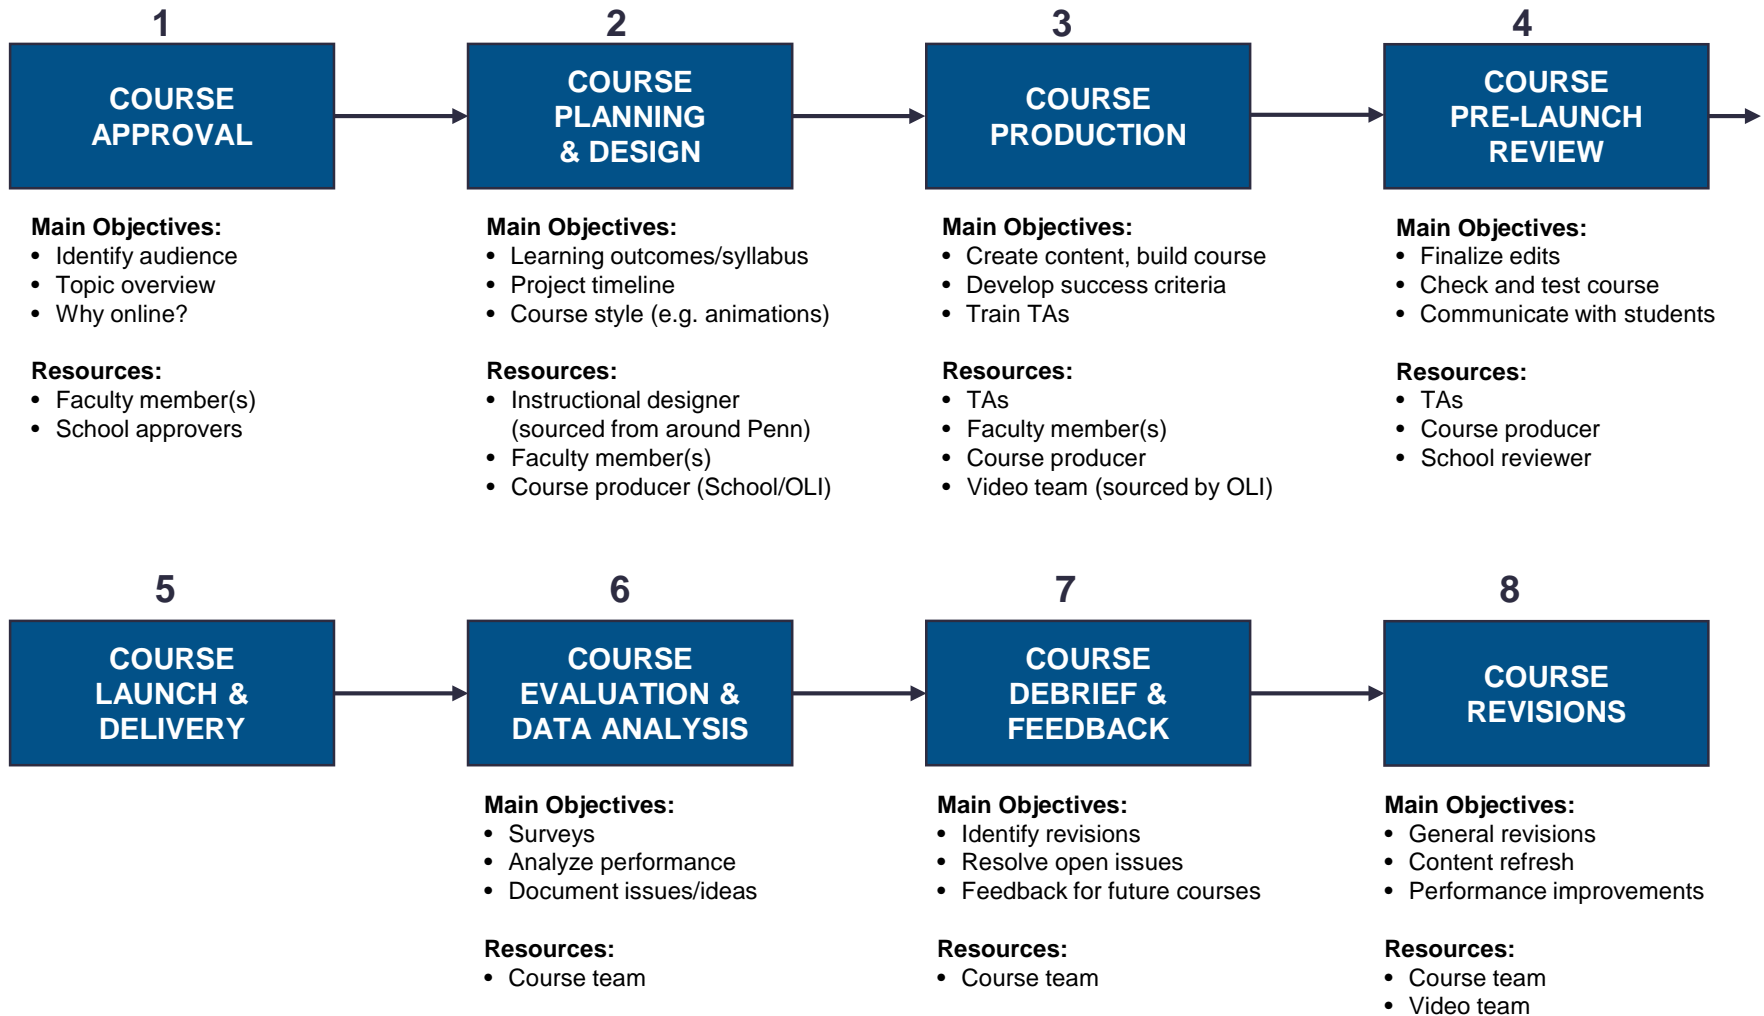 1
COURSE
APPROVAL
Main Objectives:
• Identify audience
• Topic overview
• Why online?
Resources:
• Faculty member(s)
• School approvers
2
COURSE
PLANNING
& DESIGN
Main Objectives:
• Learning outcomes/syllabus
• Project timeline
• Course style (e.g. animations)
Resources:
• Instructional designer
(sourced from around Penn)
• Faculty member(s)
• Course producer (School/OLI)
3
COURSE
PRODUCTION
Main Objectives:
• Create content, build course
• Develop success criteria
• Train TAs
Resources:
• TAs
• Faculty member(s)
• Course producer
• Video team (sourced by OLI)
4
COURSE
PRE-LAUNCH
REVIEW
Main Objectives:
• Finalize edits
• Check and test course
• Communicate with students
Resources:
• TAs
• Course producer
• School reviewer
5
COURSE
LAUNCH &
DELIVERY
6
COURSE
EVALUATION &
DATA ANALYSIS
Main Objectives:
• Surveys
• Analyze performance
• Document issues/ideas
Resources:
• Course team
7
COURSE
DEBRIEF &
FEEDBACK
Main Objectives:
• Identify revisions
• Resolve open issues
• Feedback for future courses
Resources:
• Course team
8
COURSE
REVISIONS
Main Objectives:
• General revisions
• Content refresh
• Performance improvements
Resources:
• Course team
• Video team